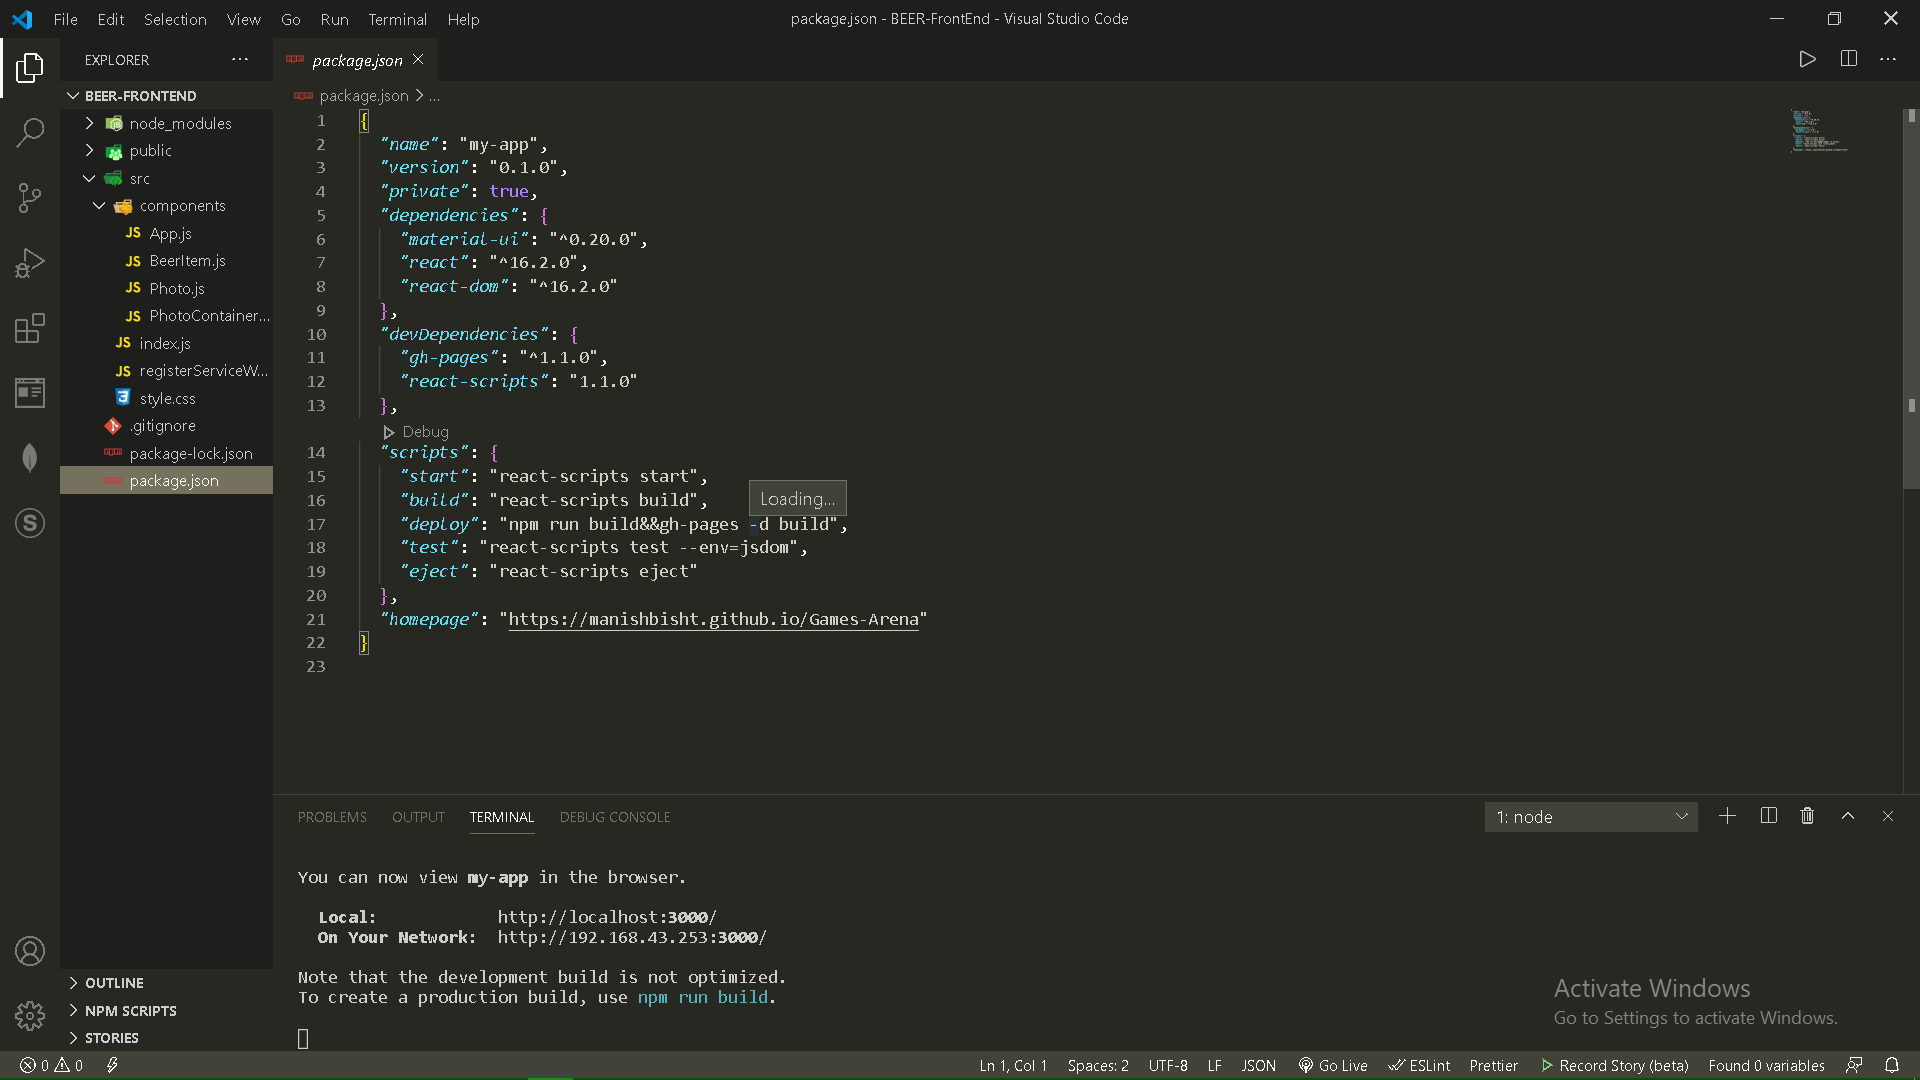 File Edit Selection View Go Run Terminal Help
package.json - BEER-FrontEnd - Visual Studio Code
EXPLORER
package.json
BEER-FRONTEND
package.json > ...
node_modules
public
src
components
JS App.js
JS BeerItem.js
JS Photo.js
JS PhotoContainer...
JS index.js
JS registerServiceW...
style.css
.gitignore
package-lock.json
package.json
1 {
2 "name": "my-app",
3 "version": "0.1.0",
4 "private": true,
5 "dependencies": {
6 "material-ui": "^0.20.0",
7 "react": "^16.2.0",
8 "react-dom": "^16.2.0"
9 },
10 "devDependencies": {
11 "gh-pages": "^1.1.0",
12 "react-scripts": "1.1.0"
13 },
Debug
14 "scripts": {
15 "start": "react-scripts start",
16 "build": "react-scripts build",
Loading...
17 "deploy": "npm run build&&gh-pages -d build",
18 "test": "react-scripts test --env=jsdom",
19 "eject": "react-scripts eject"
20 },
21 "homepage": "https://manishbisht.github.io/Games-Arena"
22 }
23
PROBLEMS OUTPUT TERMINAL DEBUG CONSOLE
1: node
You can now view my-app in the browser.
Local: http://localhost:3000/
On Your Network: http://192.168.43.253:3000/
Note that the development build is not optimized.
To create a production build, use npm run build.
OUTLINE
NPM SCRIPTS
STORIES
Activate Windows
Go to Settings to activate Windows.
0 0
Ln 1, Col 1 Spaces: 2 UTF-8 LF JSON Go Live ESLint Prettier Record Story (beta) Found 0 variables